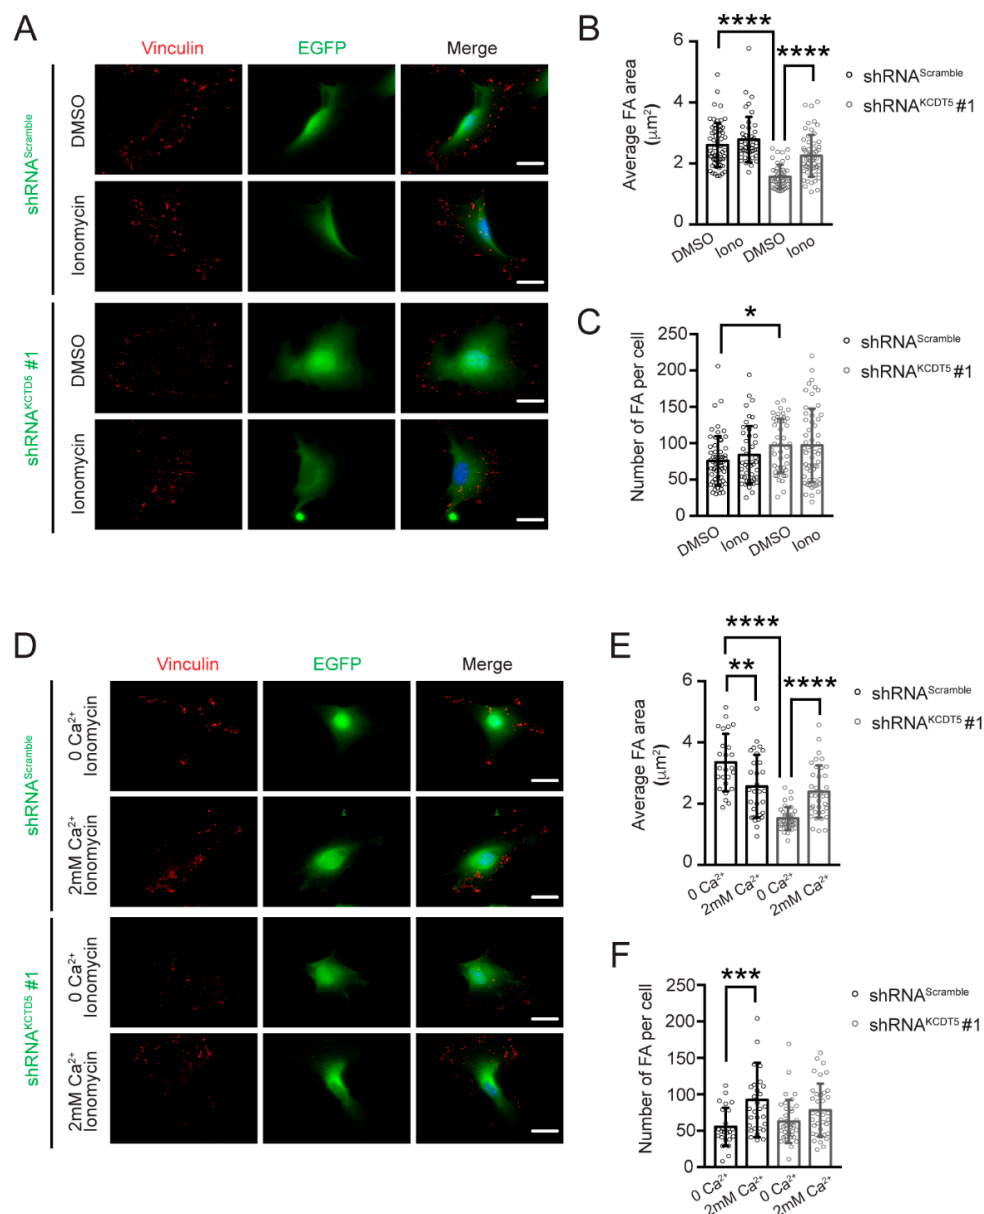 A
Vinculin EGFP Merge
shRNAScramble
DMSO
Ionomycin
shRNAKCTD5 #1
DMSO
Ionomycin
B
**** ****
Average FA area
(μm²)
6
4
2
0
DMSO Iono DMSO Iono
shRNAScramble
shRNAKCDT5 #1
C
*
Number of FA per cell
250
200
150
100
50
0
DMSO Iono DMSO Iono
shRNAScramble
shRNAKCDT5 #1
D
Vinculin EGFP Merge
shRNAScramble
0 Ca²⁺
Ionomycin
2mM Ca²⁺
Ionomycin
shRNAKCTD5 #1
0 Ca²⁺
Ionomycin
2mM Ca²⁺
Ionomycin
E
****
** ****
Average FA area
(μm²)
6
4
2
0
0 Ca²⁺ 2mM Ca²⁺ 0 Ca²⁺ 2mM Ca²⁺
shRNAScramble
shRNAKCDT5 #1
F
***
Number of FA per cell
250
200
150
100
50
0
0 Ca²⁺ 2mM Ca²⁺ 0 Ca²⁺ 2mM Ca²⁺
shRNAScramble
shRNAKCDT5 #1